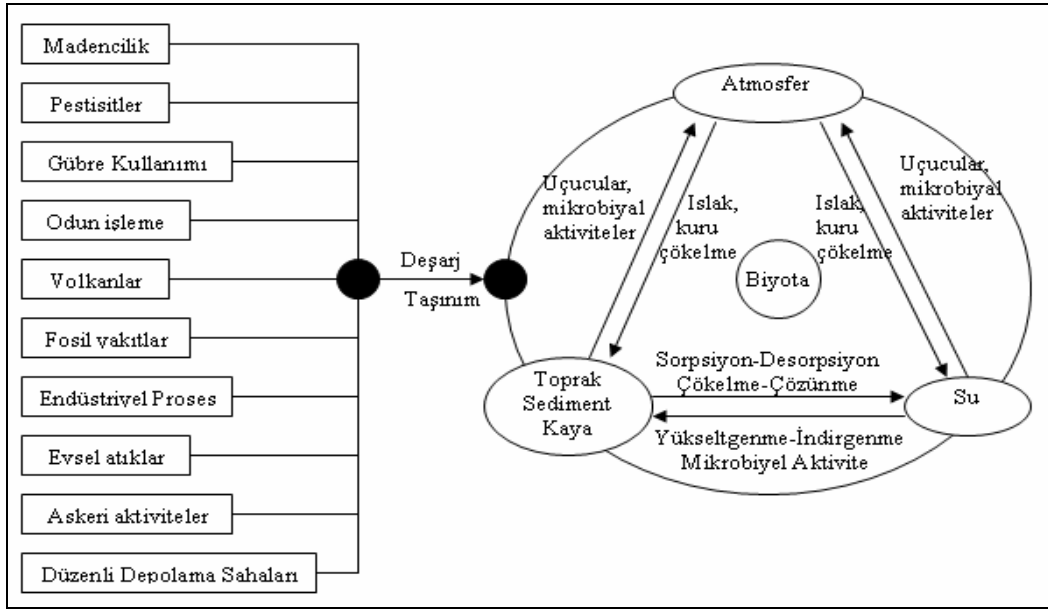 Madencilik
Pestisitler
Gübre Kullanımı
Odun işleme
Volkanlar
Fosil yakıtlar
Endüstriyel Proses
Evsel atıklar
Askeri aktiviteler
Düzenli Depolama Sahaları
Deşarj
Taşınım
Atmosfer
Uçucular,
mikrobiyal
aktiviteler
Islak,
kuru
çökelme
Islak,
kuru
çökelme
Uçucular,
mikrobiyal
aktiviteler
Biyota
Toprak
Sediment
Kaya
Sorpsiyon-Desorpsiyon
Çökelme-Çözünme
Su
Yükseltgenme-İndirgenme
Mikrobiyel Aktivite